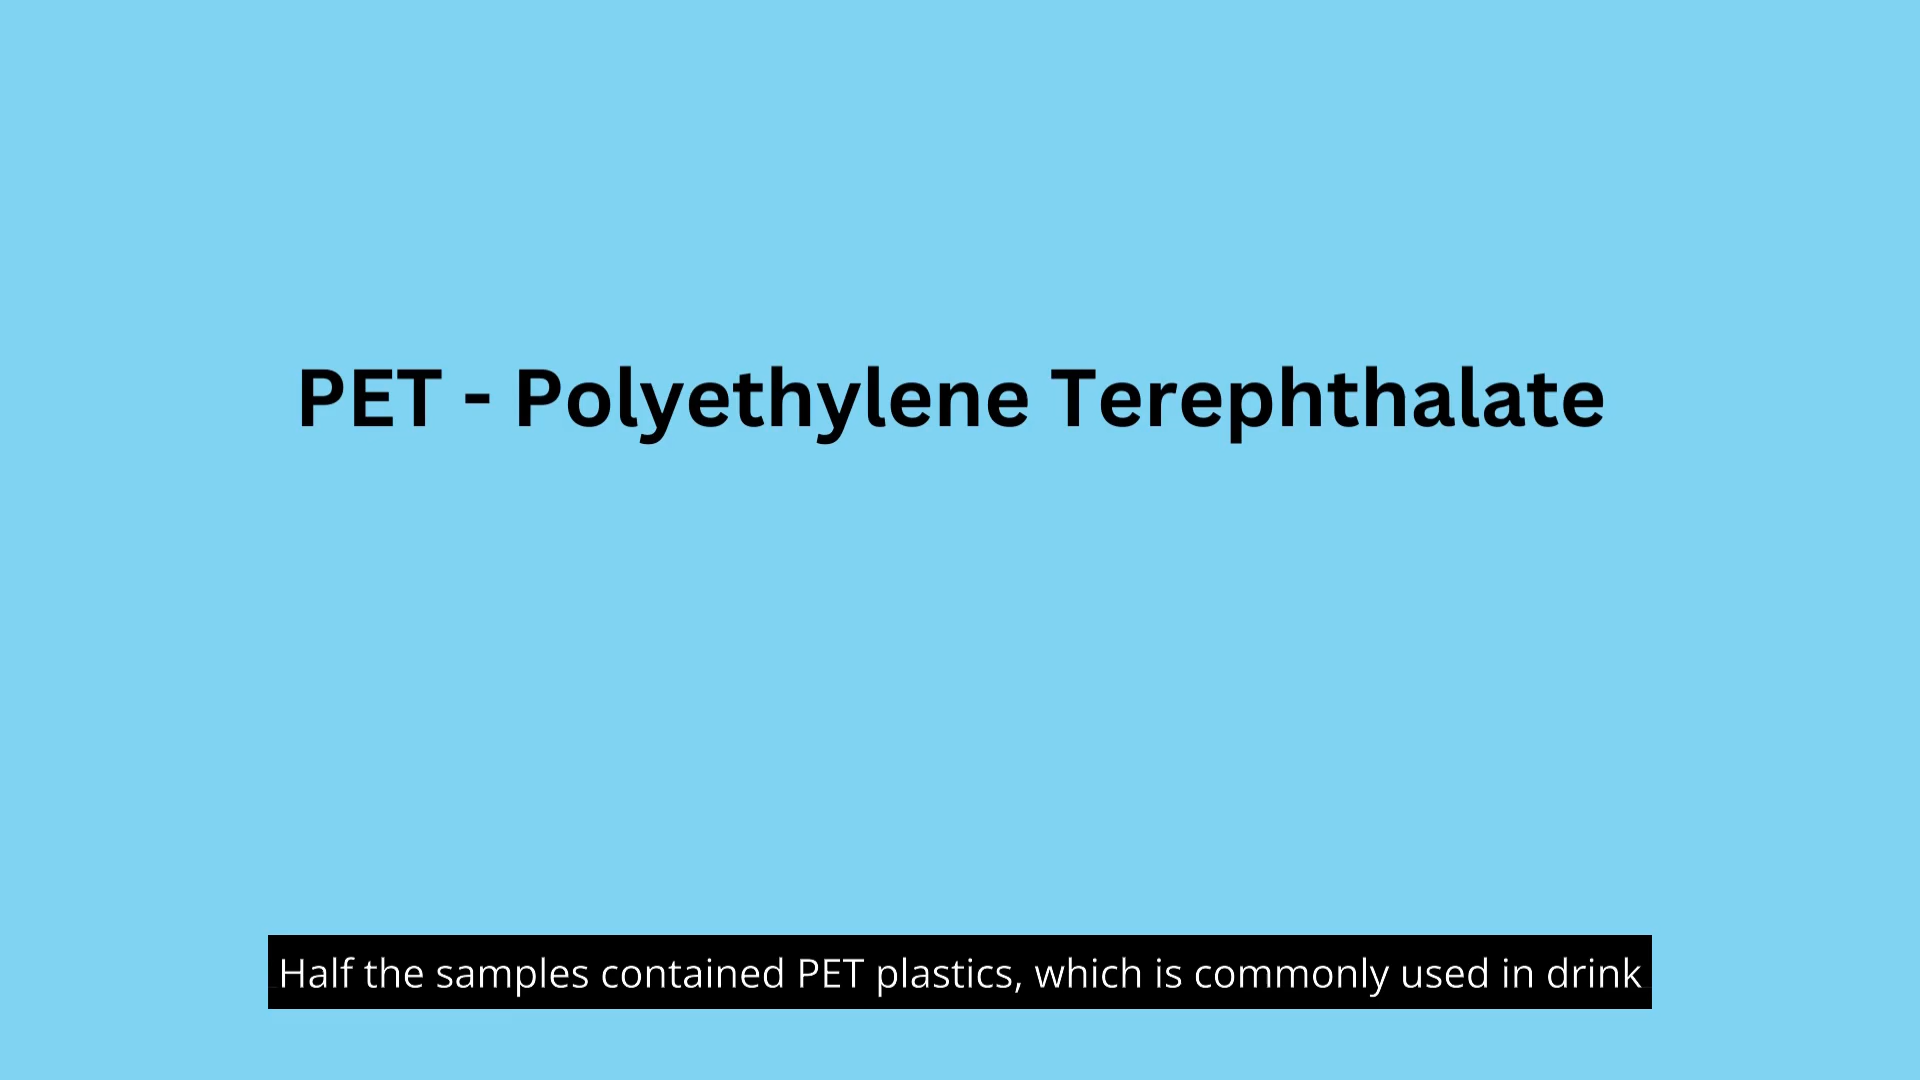 PET - Polyethylene Terephthalate
Half the samples contained PET plastics, which is commonly used in drink